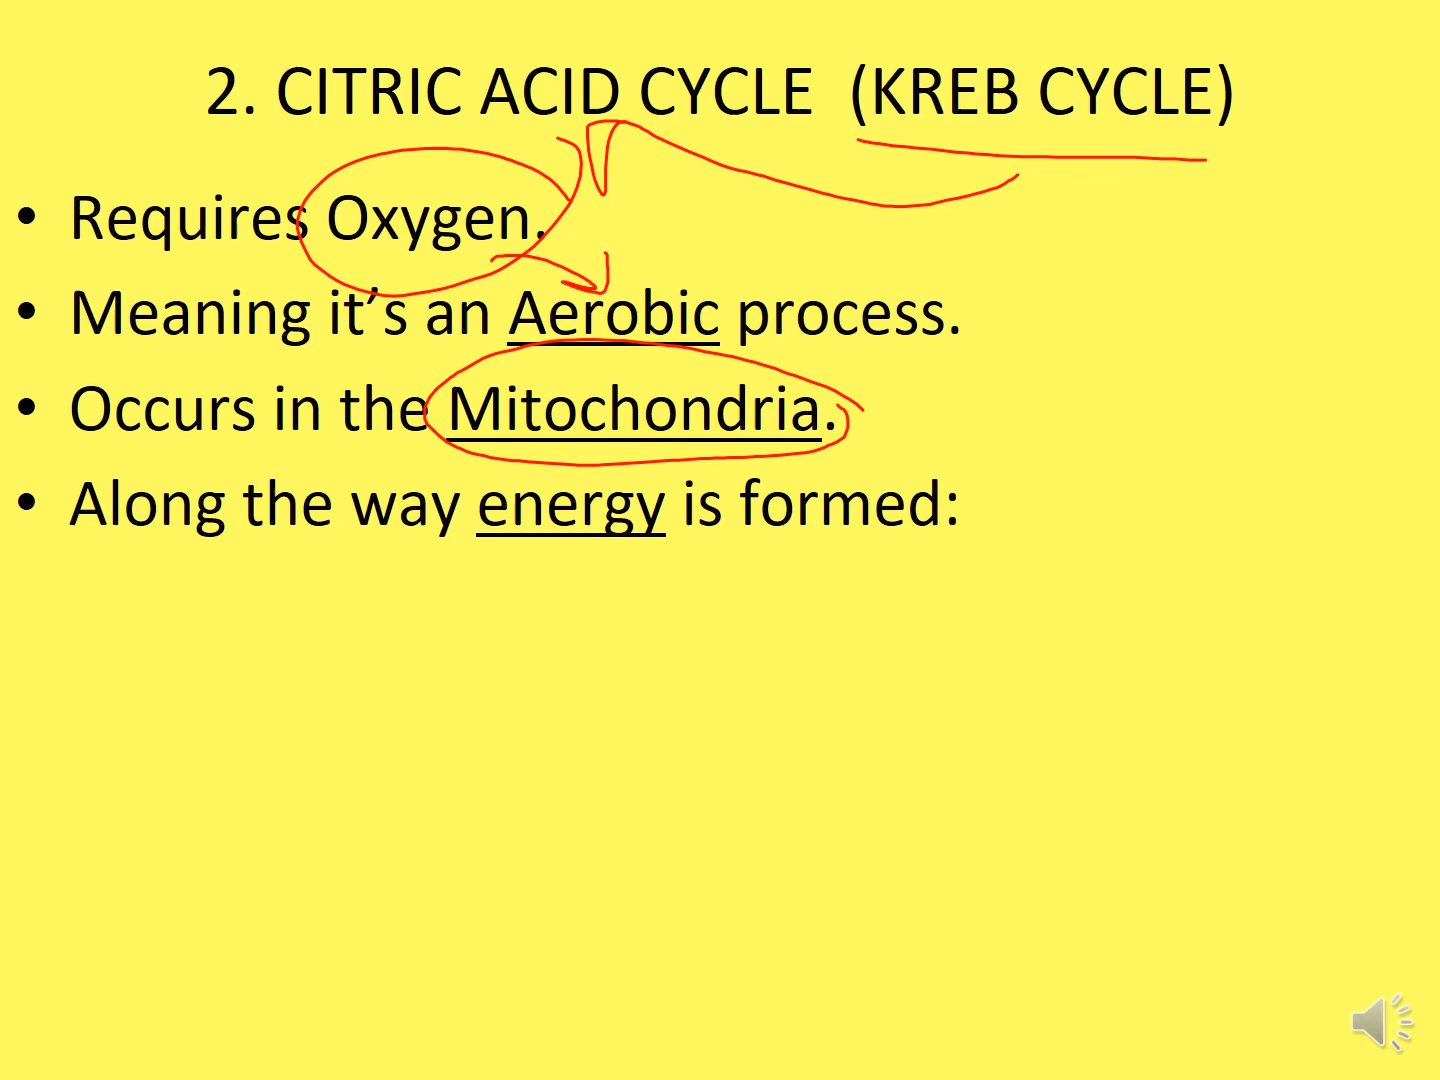 2. CITRIC ACID CYCLE (KREB CYCLE)
• Requires Oxygen.
• Meaning it’s an Aerobic process.
• Occurs in the Mitochondria.
• Along the way energy is formed: